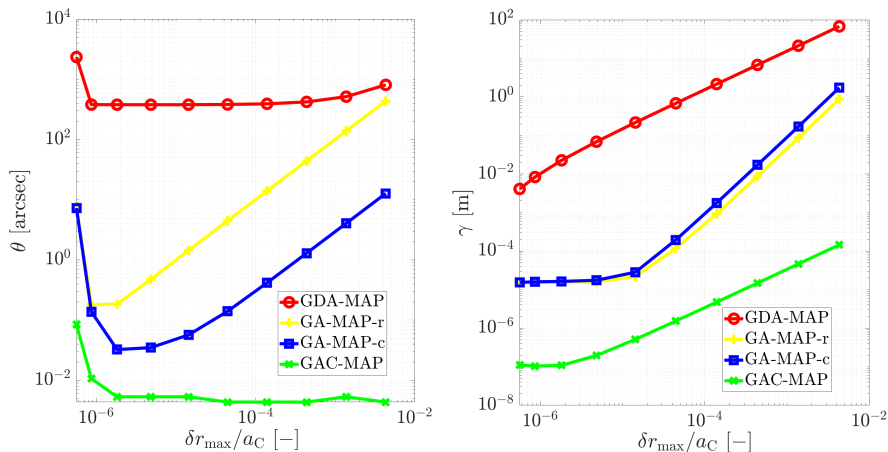 10^4
10^2
10^0
10^-2
θ [arcsec]
10^-6
10^-4
10^-2
δr_max/a_C [−]
GDA-MAP
GA-MAP-r
GA-MAP-c
GAC-MAP
10^2
10^0
10^-2
10^-4
10^-6
10^-8
γ [m]
10^-6
10^-4
10^-2
δr_max/a_C [−]
GDA-MAP
GA-MAP-r
GA-MAP-c
GAC-MAP